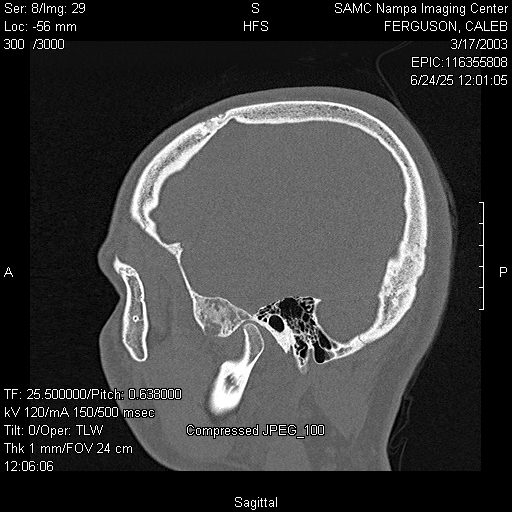 Ser: 8/Img: 29
Loc: -56 mm
300 /3000
S
HFS
SAMC Nampa Imaging Center
FERGUSON, CALEB
3/17/2003
EPIC:116355808
6/24/25 12:01:05
A
P
TF: 25.500000/Pitch: 0.638000
kV 120/mA 150/500 msec
Tilt: 0/Oper: TLW
Thk 1 mm/FOV 24 cm
12:06:06
Compressed JPEG_100
Sagittal